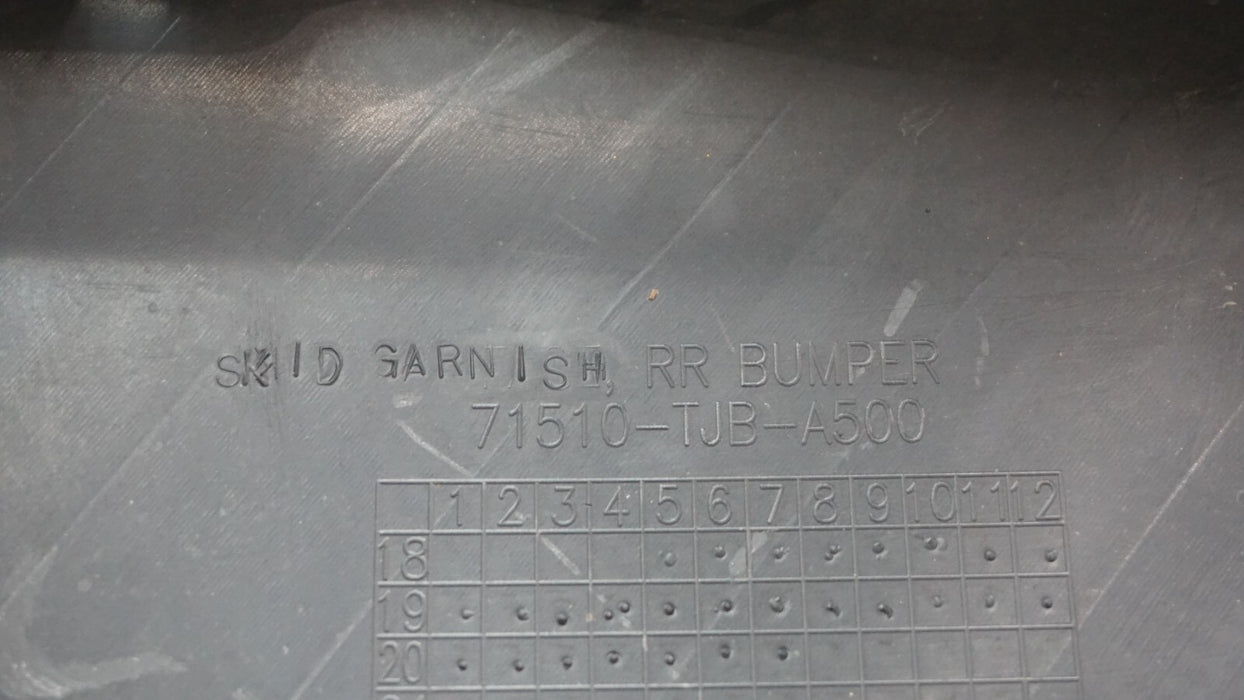 SKID GARNISH, RR BUMPER
71510-TJB-A500
1 2 3 4 5 6 7 8 9 10 11 12
18
19
20